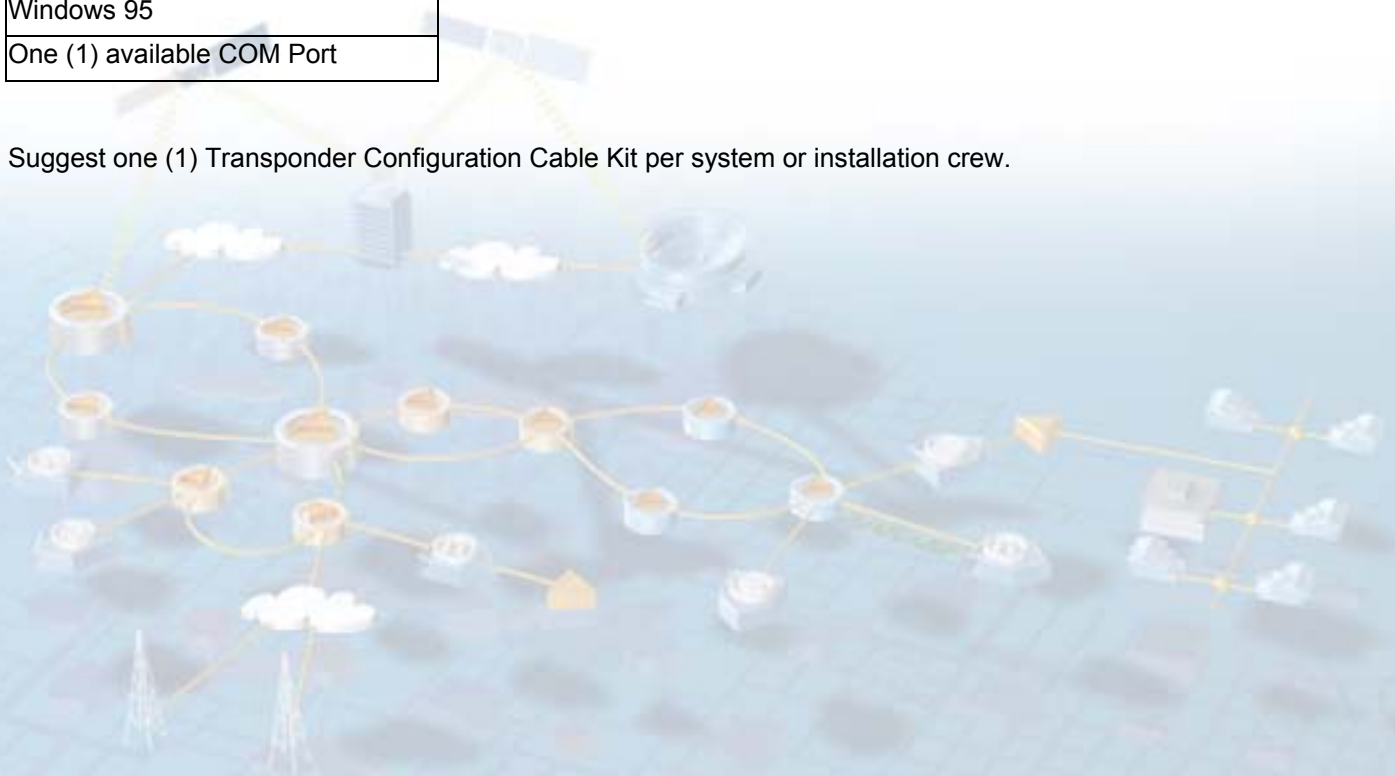 Windows 95
One (1) available COM Port
Suggest one (1) Transponder Configuration Cable Kit per system or installation crew.